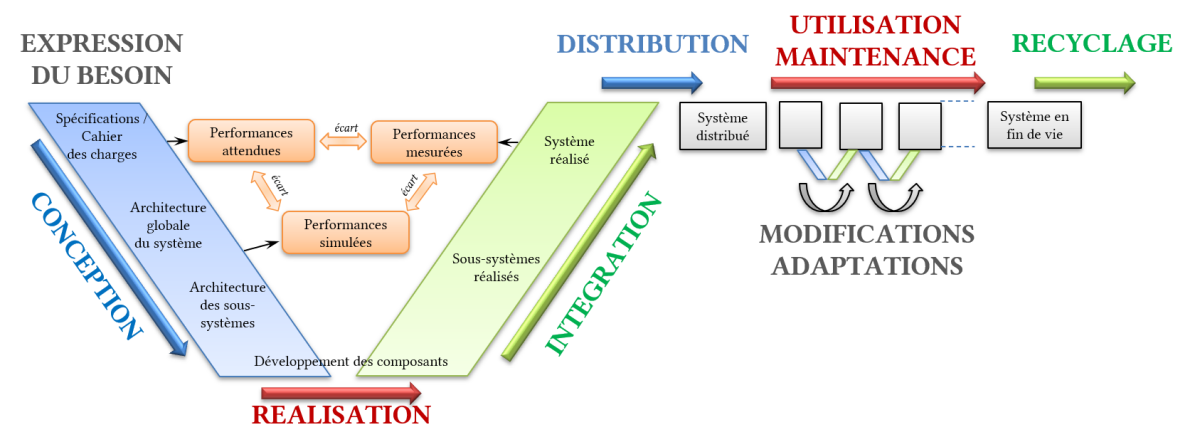 EXPRESSION
DU BESOIN
Spécifications /
Cahier
des charges
Performances
attendues
écart
Performances
mesurées
écart
écart
Performances
simulées
Architecture
globale
du système
Architecture
des sous-
systèmes
CONCEPTION
Développement des composants
REALISATION
Système
réalisé
Sous-systèmes
réalisés
INTEGRATION
DISTRIBUTION
Système
distribué
UTILISATION
MAINTENANCE
MODIFICATIONS
ADAPTATIONS
RECYCLAGE
Système en
fin de vie